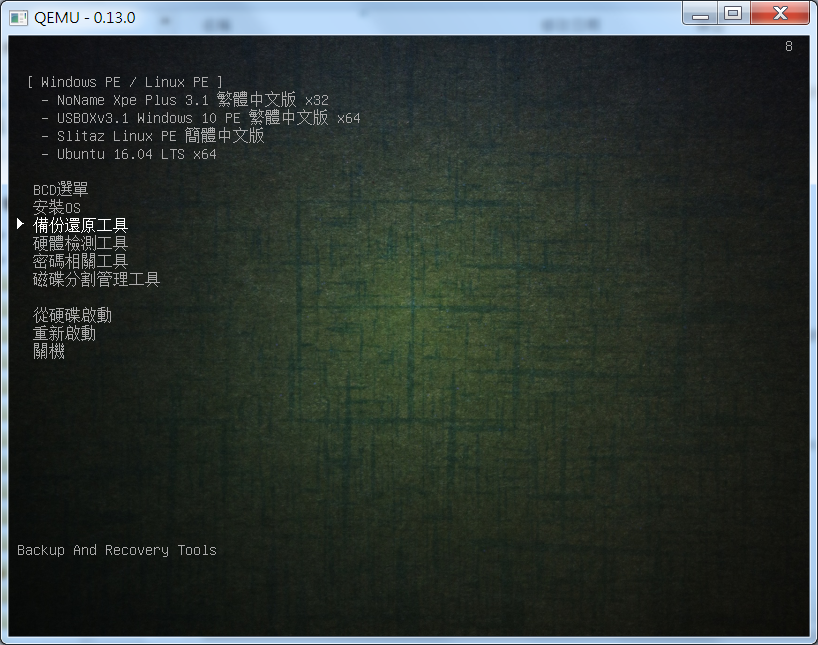 QEMU - 0.13.0
8
[ Windows PE / Linux PE ]
- NoName Xpe Plus 3.1 繁體中文版 x32
- USBOXv3.1 Windows 10 PE 繁體中文版 x64
- Slitaz Linux PE 簡體中文版
- Ubuntu 16.04 LTS x64
BCD選單
安裝OS
備份還原工具
硬體檢測工具
密碼相關工具
磁碟分割管理工具
從硬碟啟動
重新啟動
關機
Backup And Recovery Tools